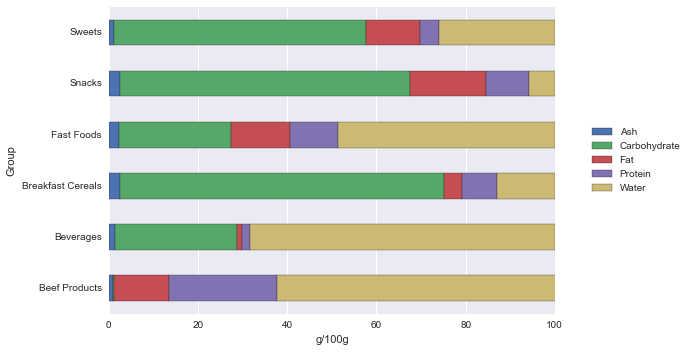 Sweets
Snacks
Fast Foods
Breakfast Cereals
Beverages
Beef Products
Group
0 20 40 60 80 100
g/100g
Ash
Carbohydrate
Fat
Protein
Water